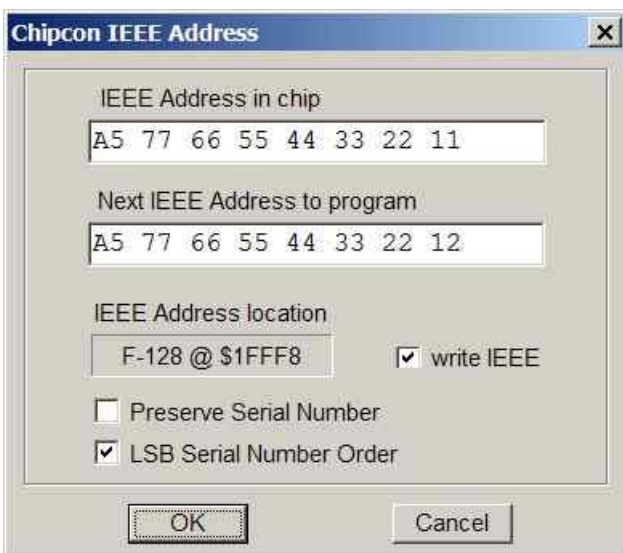 Chipcon IEEE Address
IEEE Address in chip
A5 77 66 55 44 33 22 11
Next IEEE Address to program
A5 77 66 55 44 33 22 12
IEEE Address location
F-128 @ $1FFF8
write IEEE
Preserve Serial Number
LSB Serial Number Order
OK
Cancel